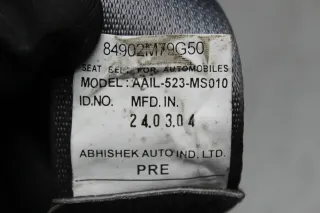 84902M79G50
SEAT BELT FOR AUTOMOBILES
MODEL: AAIL-523-MS010
ID.NO. MFD. IN.
24.03.04
ABHISHEK AUTO IND. LTD.
PRE